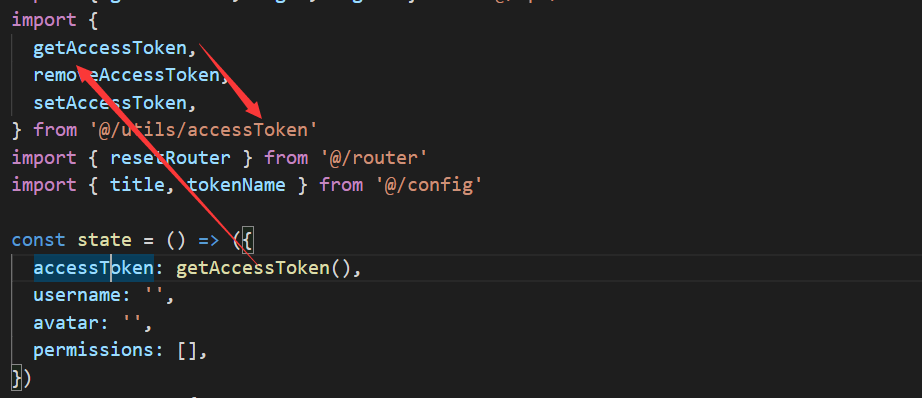 import {
getAccessToken,
removeAccessToken,
setAccessToken,
} from '@/utils/accessToken'
import { resetRouter } from '@/router'
import { title, tokenName } from '@/config'
const state = () => ({
accessToken: getAccessToken(),
username: '',
avatar: '',
permissions: [],
})